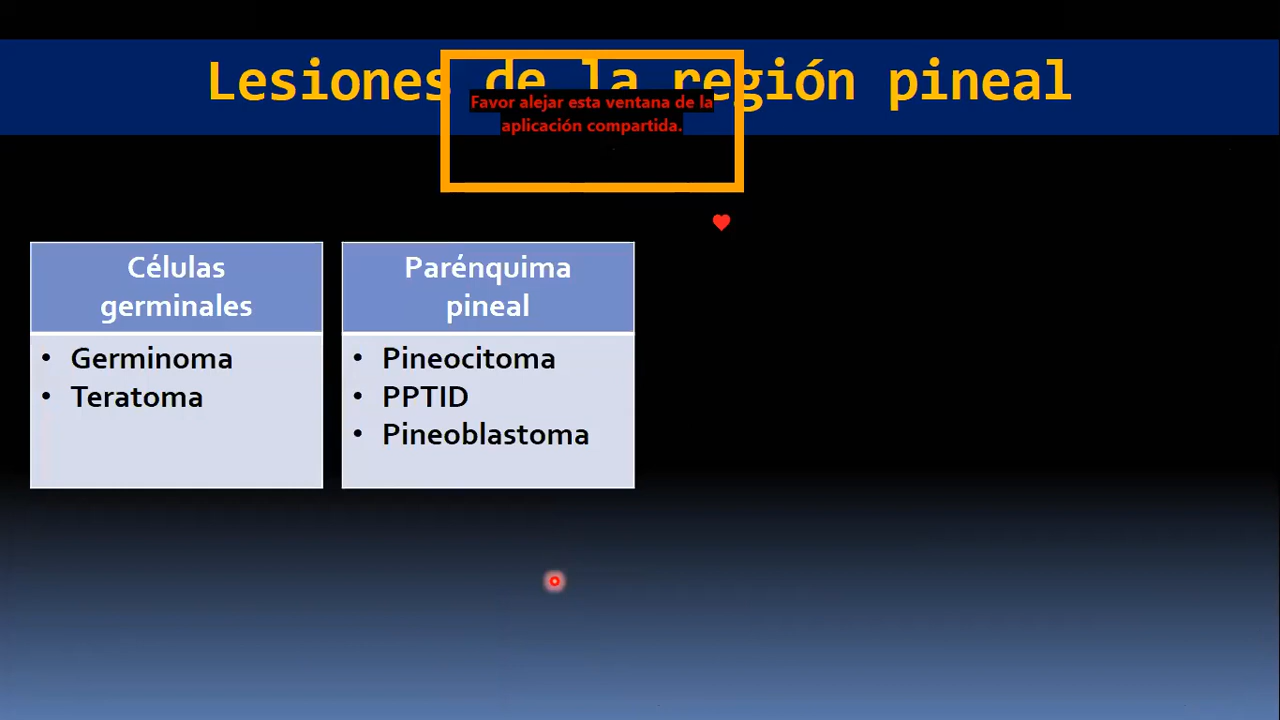 Lesiones de la región pineal
Favor alejar esta ventana de la
aplicación compartida.
Células
germinales
• Germinoma
• Teratoma
Parénquima
pineal
• Pineocitoma
• PPTID
• Pineoblastoma